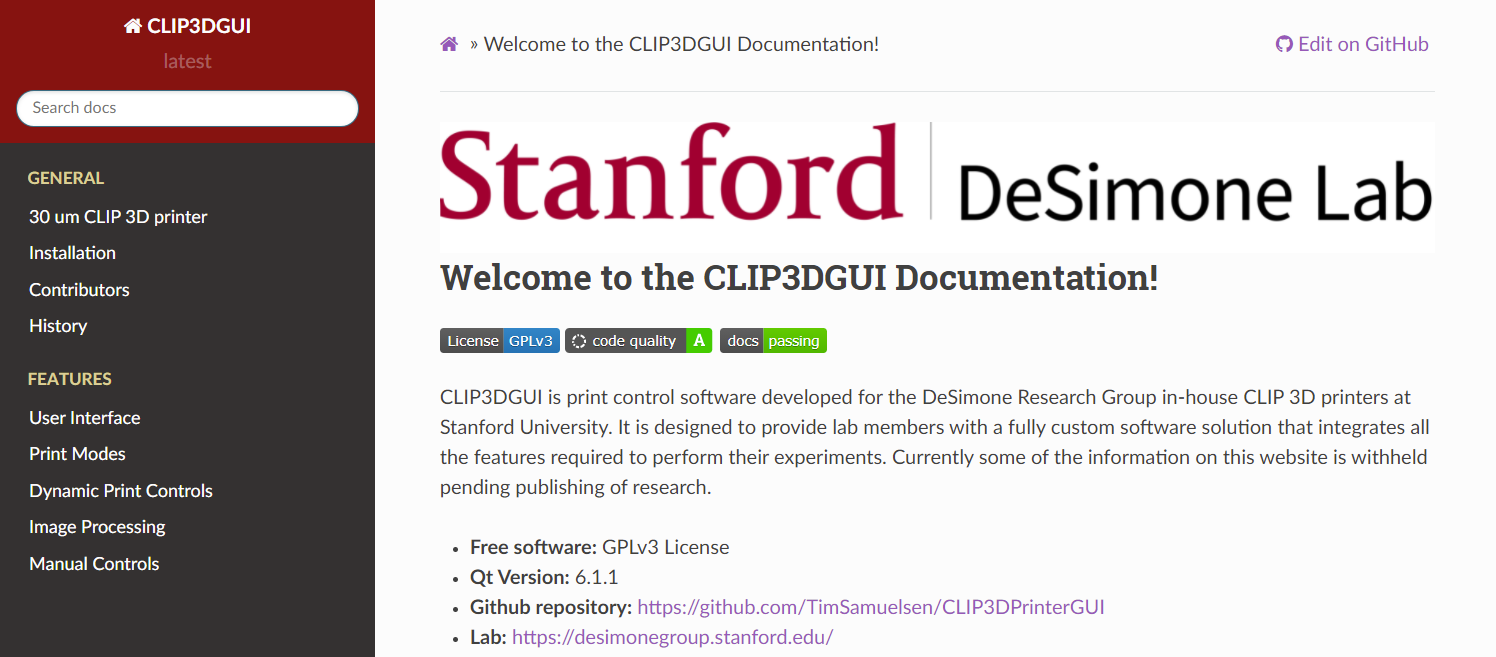 CLIP3DGUI
latest
Search docs
GENERAL
30 um CLIP 3D printer
Installation
Contributors
History
FEATURES
User Interface
Print Modes
Dynamic Print Controls
Image Processing
Manual Controls
» Welcome to the CLIP3DGUI Documentation!
Edit on GitHub
Stanford | DeSimone Lab
Welcome to the CLIP3DGUI Documentation!
License GPLv3 code quality A docs passing
CLIP3DGUI is print control software developed for the DeSimone Research Group in-house CLIP 3D printers at
Stanford University. It is designed to provide lab members with a fully custom software solution that integrates all
the features required to perform their experiments. Currently some of the information on this website is withheld
pending publishing of research.
• Free software: GPLv3 License
• Qt Version: 6.1.1
• Github repository: https://github.com/TimSamuelsen/CLIP3DPrinterGUI
• Lab: https://desimonegroup.stanford.edu/